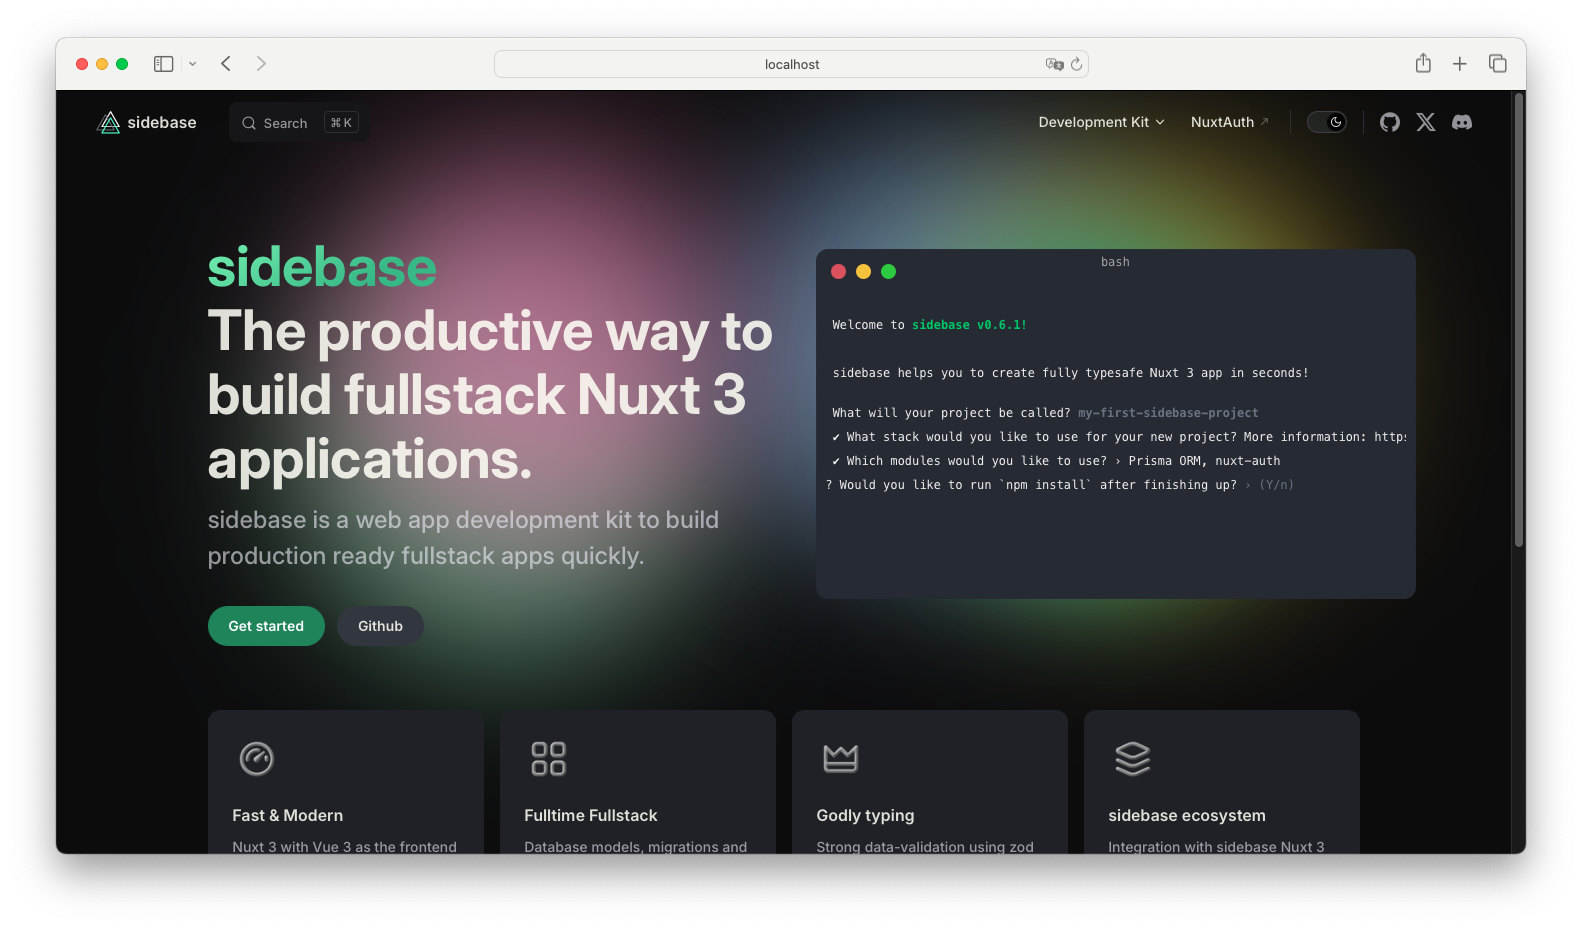 localhost
sidebase
Search
⌘ K
Development Kit
NuxtAuth
sidebase
The productive way to
build fullstack Nuxt 3
applications.
sidebase is a web app development kit to build
production ready fullstack apps quickly.
Get started
Github
bash
Welcome to sidebase v0.6.1!
sidebase helps you to create fully typesafe Nuxt 3 app in seconds!
What will your project be called? my-first-sidebase-project
✔ What stack would you like to use for your new project? More information: https
✔ Which modules would you like to use? › Prisma ORM, nuxt-auth
? Would you like to run `npm install` after finishing up? › (Y/n)
Fast & Modern
Nuxt 3 with Vue 3 as the frontend
Fulltime Fullstack
Database models, migrations and
Godly typing
Strong data-validation using zod
sidebase ecosystem
Integration with sidebase Nuxt 3